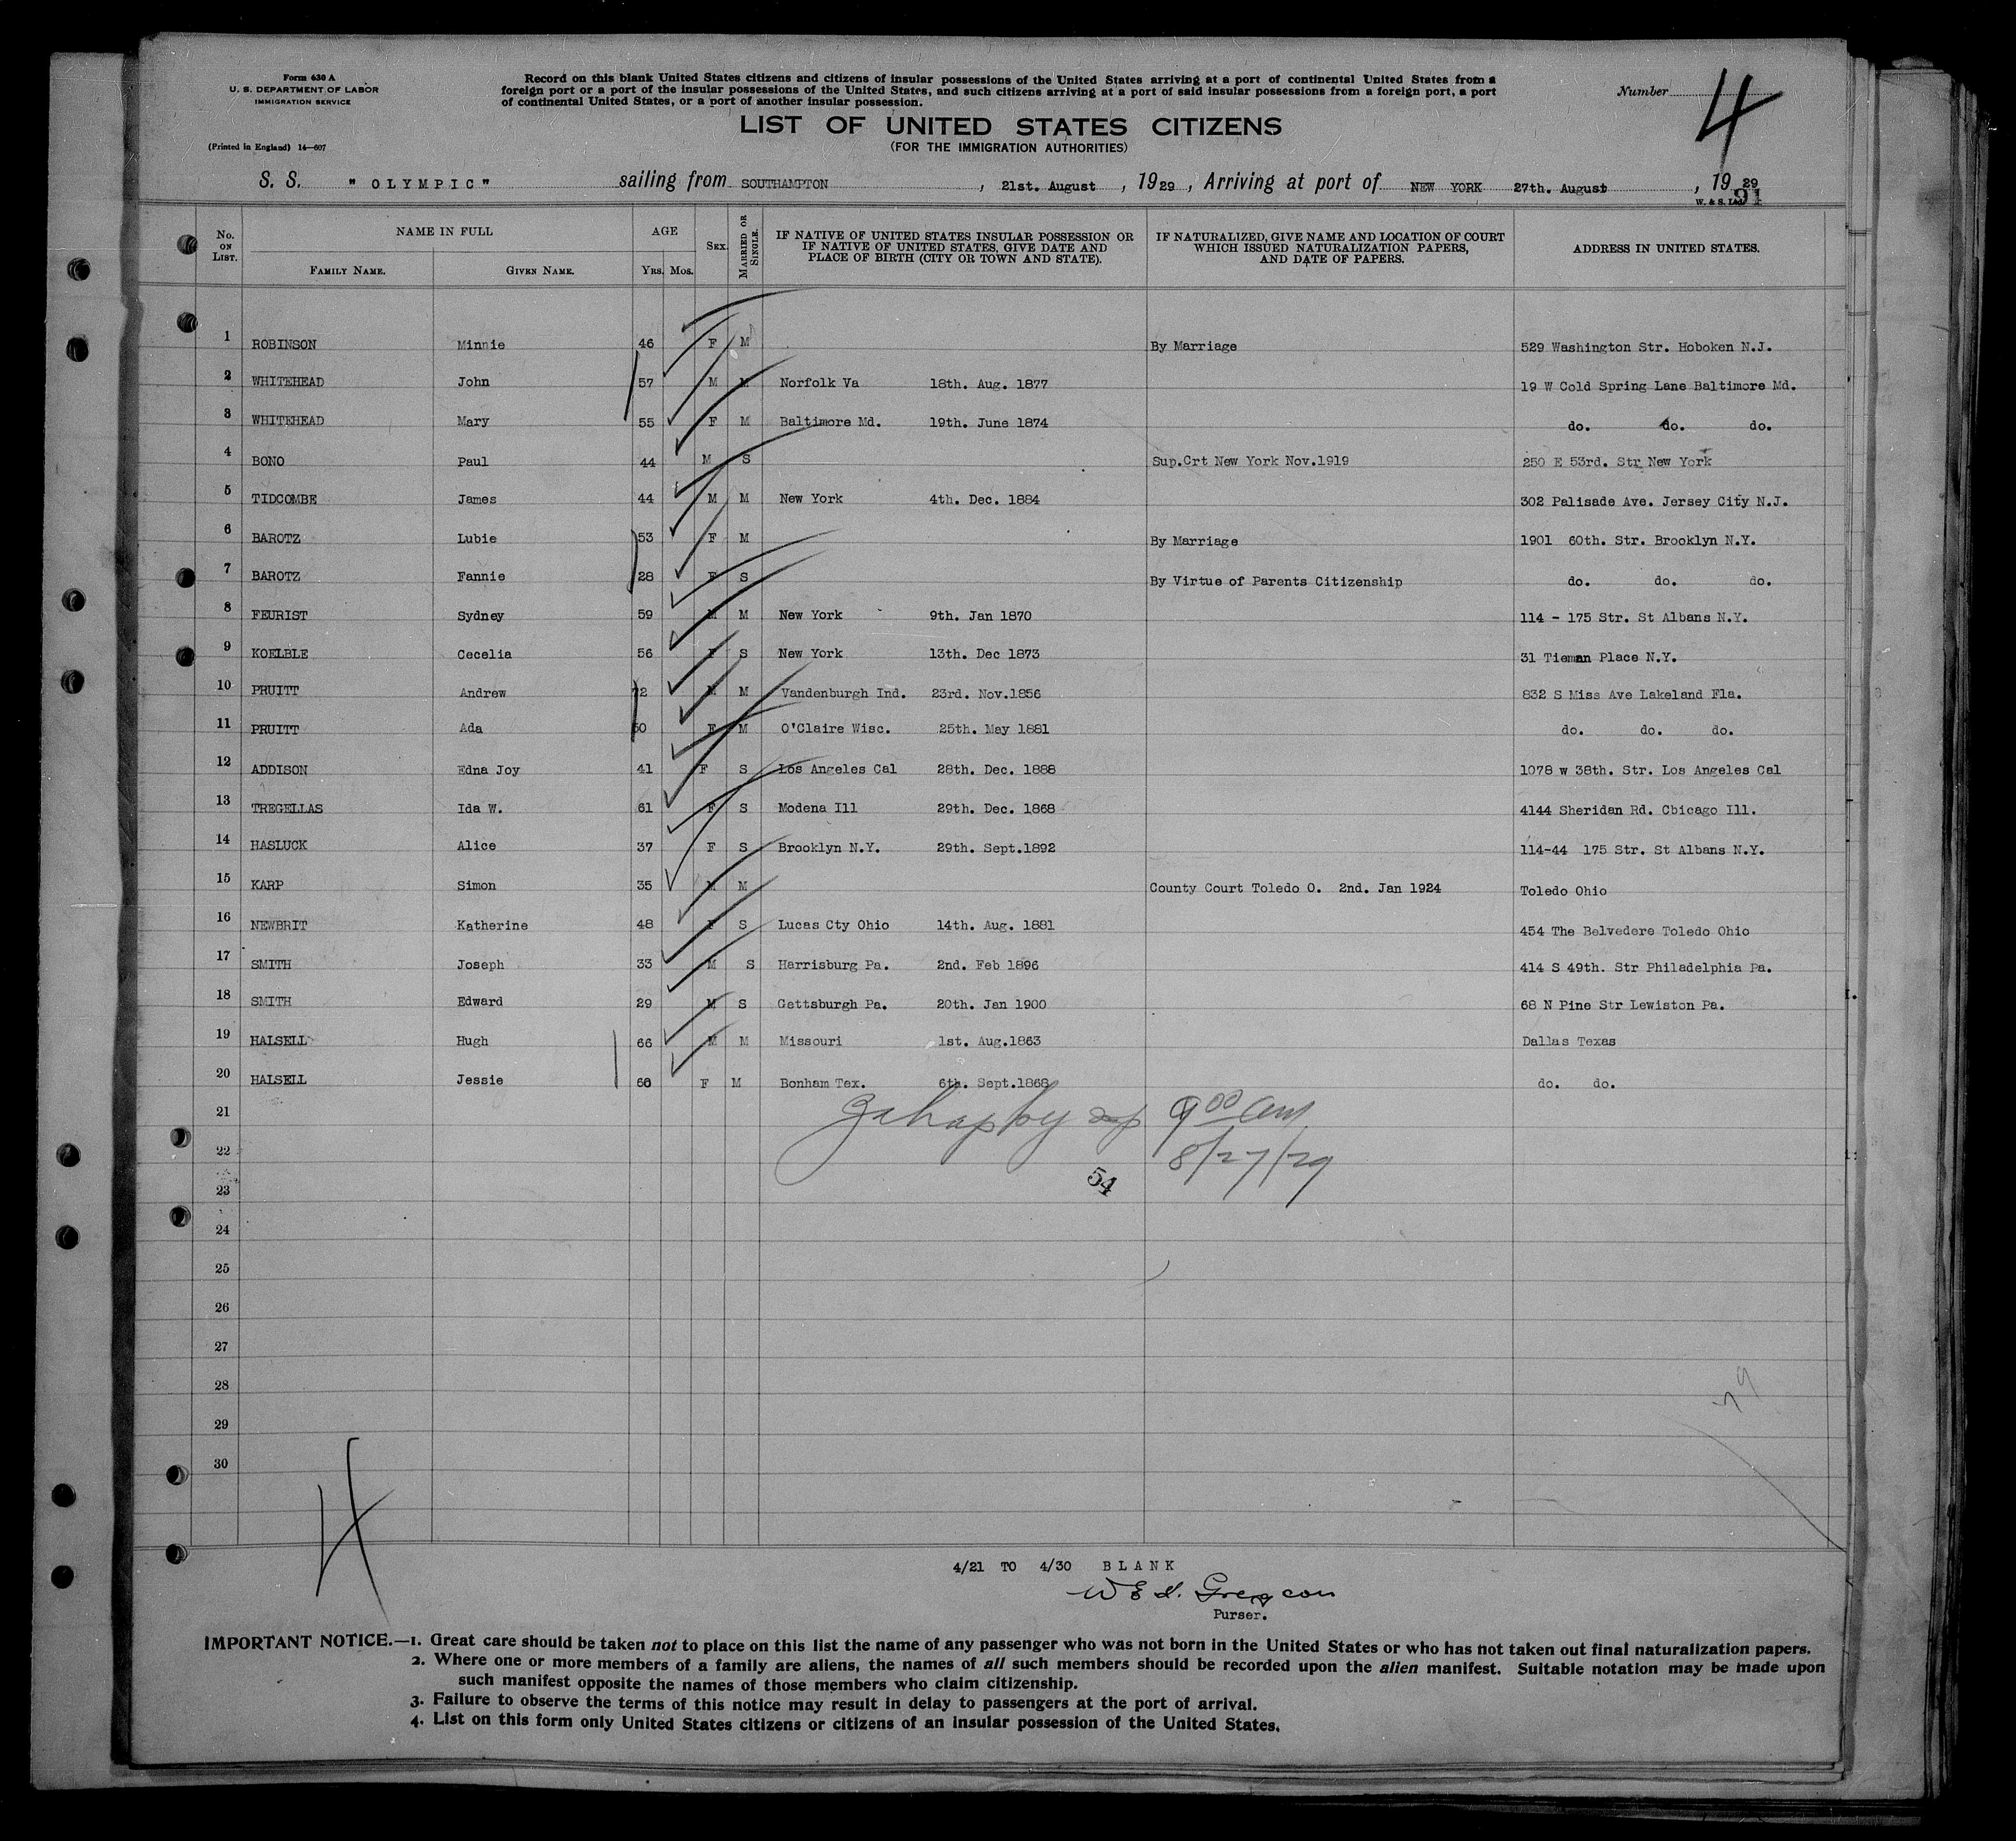 Form 630 A
U. S. DEPARTMENT OF LABOR
IMMIGRATION SERVICE
(Printed in England) 14—607
Record on this blank United States citizens and citizens of insular possessions of the United States arriving at a port of continental United States from a
foreign port or a port of the insular possessions of the United States, and such citizens arriving at a port of said insular possessions from a foreign port, a port
of continental United States, or a port of another insular possession.
Number 4
LIST OF UNITED STATES CITIZENS
(FOR THE IMMIGRATION AUTHORITIES)
S. S. "OLYMPIC" sailing from SOUTHAMPTON, 21st. August, 1929, Arriving at port of NEW YORK 27th. August, 1929
W. & S. Ltd. 91
No. ON LIST. NAME IN FULL AGE SEX. MARRIED OR SINGLE. IF NATIVE OF UNITED STATES INSULAR POSSESSION OR IF NATIVE OF UNITED STATES, GIVE DATE AND PLACE OF BIRTH (CITY OR TOWN AND STATE). IF NATURALIZED, GIVE NAME AND LOCATION OF COURT WHICH ISSUED NATURALIZATION PAPERS, AND DATE OF PAPERS. ADDRESS IN UNITED STATES.
FAMILY NAME. GIVEN NAME. YRS. MOS.
1 ROBINSON Minnie 46 F M By Marriage 529 Washington Str. Hoboken N.J.
2 WHITEHEAD John 57 M M Norfolk Va 18th. Aug. 1877 19 W Cold Spring Lane Baltimore Md.
3 WHITEHEAD Mary 55 F M Baltimore Md. 19th. June 1874 do. do. do.
4 BONO Paul 44 M S Sup.Crt New York Nov.1919 250 E 53rd. Str New York
5 TIDCOMBE James 44 M M New York 4th. Dec. 1884 302 Palisade Ave. Jersey City N.J.
6 BAROTZ Lubie 53 F M By Marriage 1901 60th. Str. Brooklyn N.Y.
7 BAROTZ Fannie 28 F S By Virtue of Parents Citizenship do. do. do.
8 FEURIST Sydney 59 M M New York 9th. Jan 1870 114 - 175 Str. St Albans N.Y.
9 KOELBLE Cecelia 56 F S New York 13th. Dec 1873 31 Tieman Place N.Y.
10 PRUITT Andrew 72 M M Vandenburgh Ind. 23rd. Nov.1856 832 S Miss Ave Lakeland Fla.
11 PRUITT Ada 50 F M O'Claire Wisc. 25th. May 1881 do. do. do.
12 ADDISON Edna Joy 41 F S Los Angeles Cal 28th. Dec. 1888 1078 w 38th. Str. Los Angeles Cal
13 TREGELLAS Ida W. 61 F S Modena Ill 29th. Dec. 1868 4144 Sheridan Rd. Cbicago Ill.
14 HASLUCK Alice 37 F S Brooklyn N.Y. 29th. Sept.1892 114-44 175 Str. St Albans N.Y.
15 KARP Simon 35 M M County Court Toledo O. 2nd. Jan 1924 Toledo Ohio
16 NEWBRIT Katherine 48 F S Lucas Cty Ohio 14th. Aug. 1881 454 The Belvedere Toledo Ohio
17 SMITH Joseph 33 M S Harrisburg Pa. 2nd. Feb 1896 414 S 49th. Str Philadelphia Pa.
18 SMITH Edward 29 M S Gettsburgh Pa. 20th. Jan 1900 68 N Pine Str Lewiston Pa.
19 HALSELL Hugh 66 M M Missouri 1st. Aug.1863 Dallas Texas
20 HALSELL Jessie 60 F M Bonham Tex. 6th. Sept.1868 do. do.
21 9 00 am
22 8/27/29
23 54
24
25
26
27
28
29
30
4/21 TO 4/30 BLANK
Purser.
IMPORTANT NOTICE.—1. Great care should be taken not to place on this list the name of any passenger who was not born in the United States or who has not taken out final naturalization papers.
2. Where one or more members of a family are aliens, the names of all such members should be recorded upon the alien manifest. Suitable notation may be made upon
such manifest opposite the names of those members who claim citizenship.
3. Failure to observe the terms of this notice may result in delay to passengers at the port of arrival.
4. List on this form only United States citizens or citizens of an insular possession of the United States.